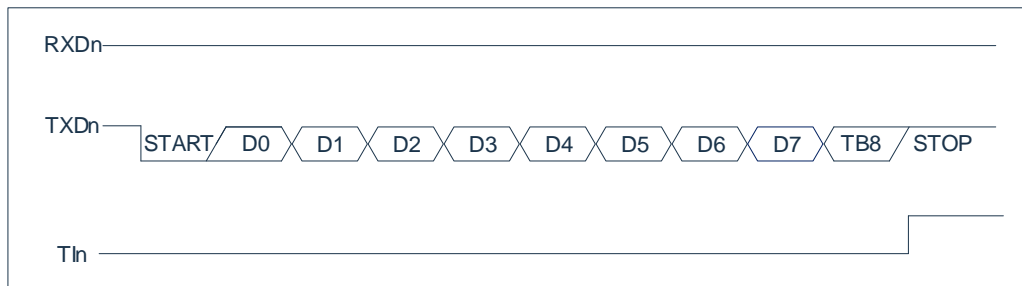 RXDn
TXDn
START D0 D1 D2 D3 D4 D5 D6 D7 TB8 STOP
TIn